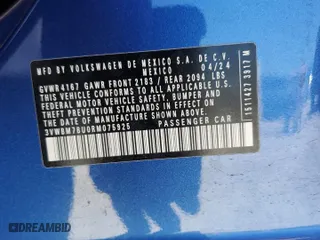 MFD BY VOLKSWAGEN DE MEXICO S.A. DE C.V.
MEXICO 04/24
GVWR 4167 GAWR FRONT 2183 / REAR 2094 LBS
THIS VEHICLE CONFORMS TO ALL APPLICABLE U.S.
FEDERAL MOTOR VEHICLE SAFETY, BUMPER, AND
THEFT PREVENTION STANDARDS IN EFFECT ON THE
DATE OF MANUFACTURE SHOWN ABOVE.
3VWBM7BU0RM075925 PASSENGER CAR
1511427 3917 M
© DREAMBID